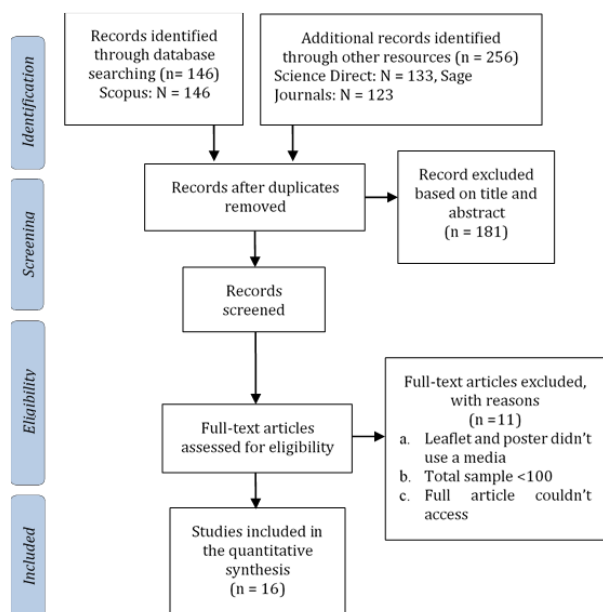 Identification
Records identified
through database
searching (n= 146)
Scopus: N = 146
Additional records identified
through other resources (n = 256)
Science Direct: N = 133, Sage
Journals: N = 123
Screening
Records after duplicates
removed
Record excluded
based on title and
abstract
(n = 181)
Records
screened
Eligibility
Full-text articles
assessed for eligibility
Full-text articles excluded,
with reasons
(n =11)
a. Leaflet and poster didn't
use a media
b. Total sample <100
c. Full article couldn't
access
Included
Studies included in
the quantitative
synthesis
(n = 16)